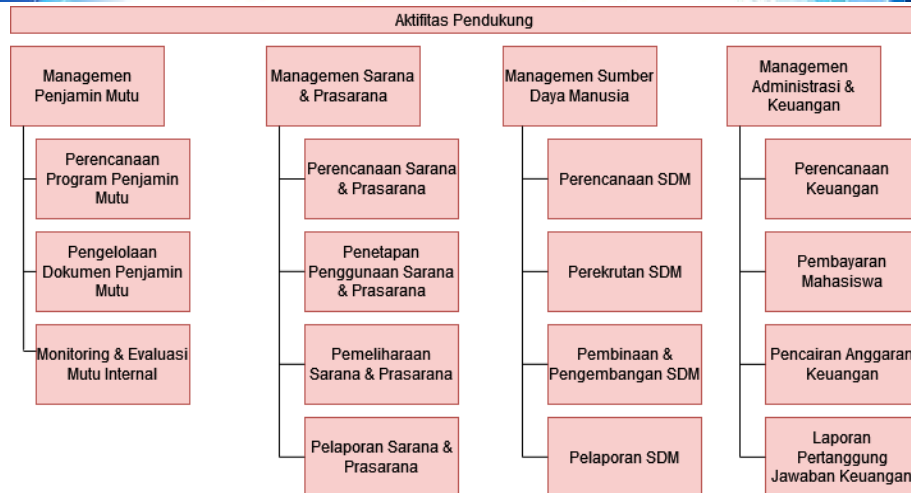 Aktifitas Pendukung
Managemen
Penjamin Mutu
Perencanaan
Program Penjamin
Mutu
Pengelolaan
Dokumen Penjamin
Mutu
Monitoring & Evaluasi
Mutu Internal
Managemen Sarana
& Prasarana
Perencanaan Sarana
& Prasarana
Penetapan
Penggunaan Sarana
& Prasarana
Pemeliharaan
Sarana & Prasarana
Pelaporan Sarana &
Prasarana
Managemen Sumber
Daya Manusia
Perencanaan SDM
Perekrutan SDM
Pembinaan &
Pengembangan SDM
Pelaporan SDM
Managemen
Administrasi &
Keuangan
Perencanaan
Keuangan
Pembayaran
Mahasiswa
Pencairan Anggaran
Keuangan
Laporan
Pertanggung
Jawaban Keuangan